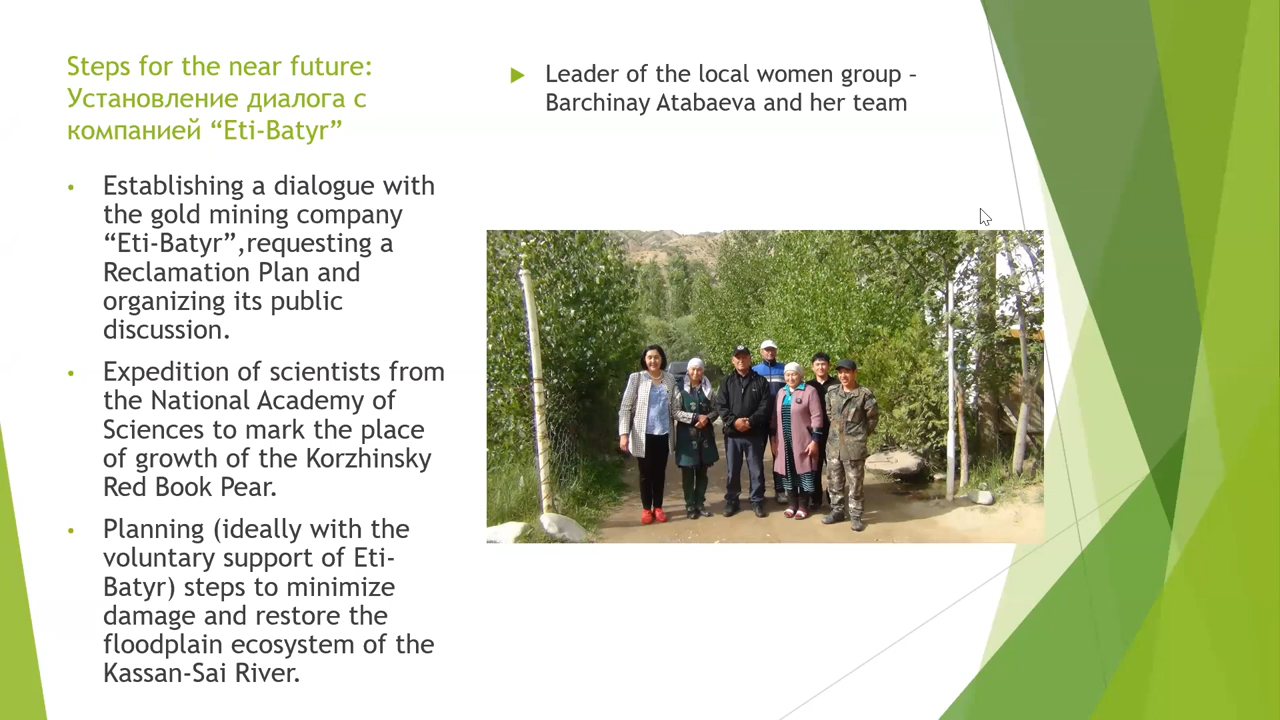 Steps for the near future:
Установление диалога с
компанией “Eti-Batyr”
Establishing a dialogue with
the gold mining company
“Eti-Batyr”,requesting a
Reclamation Plan and
organizing its public
discussion.
Expedition of scientists from
the National Academy of
Sciences to mark the place
of growth of the Korzhinsky
Red Book Pear.
Planning (ideally with the
voluntary support of Eti-
Batyr) steps to minimize
damage and restore the
floodplain ecosystem of the
Kassan-Sai River.
Leader of the local women group –
Barchinay Atabaeva and her team